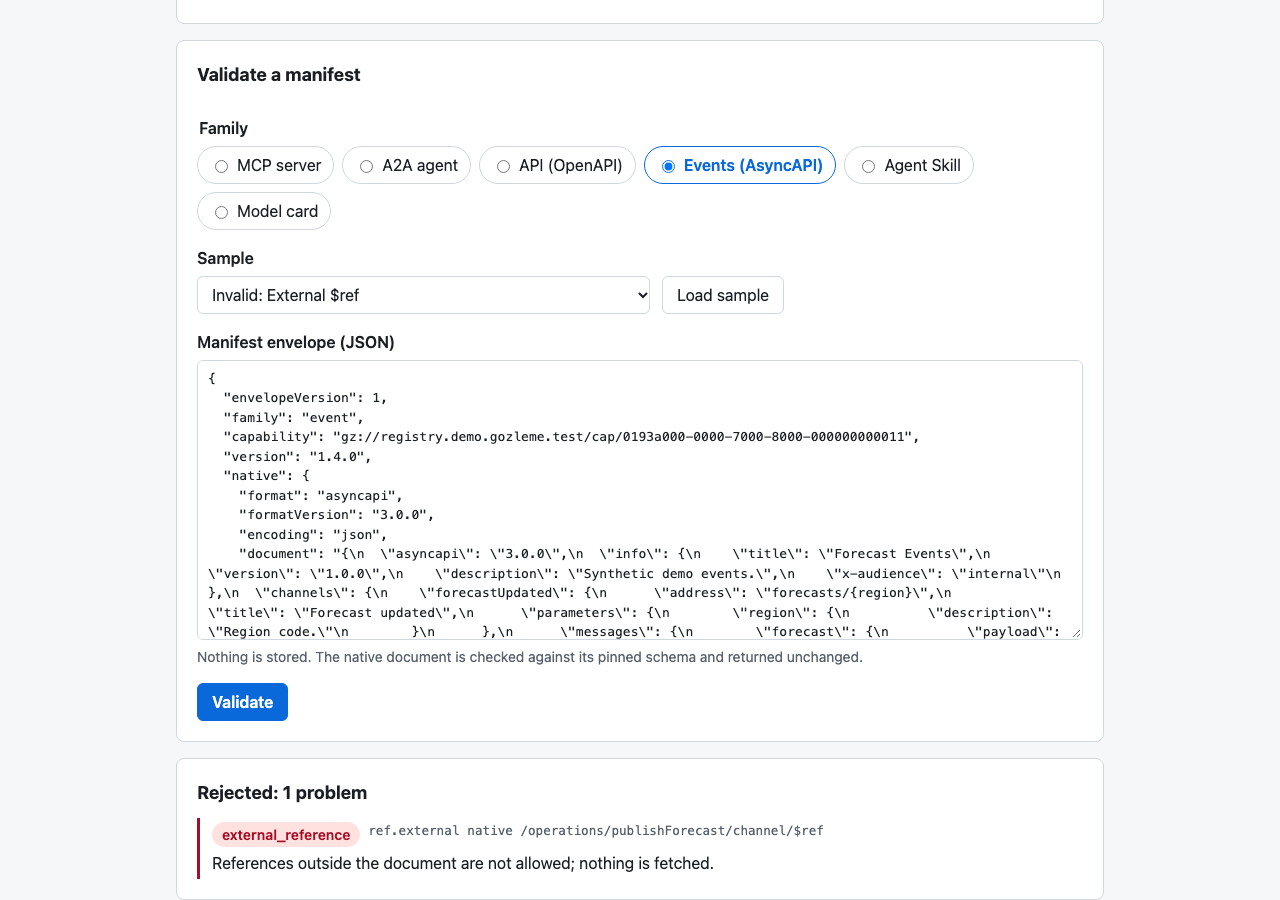 Validate a manifest
Family
MCP server
A2A agent
API (OpenAPI)
Events (AsyncAPI)
Agent Skill
Model card
Sample
Invalid: External $ref
Load sample
Manifest envelope (JSON)
{
  "envelopeVersion": 1,
  "family": "event",
  "capability": "gz://registry.demo.gozleme.test/cap/0193a000-0000-7000-8000-000000000011",
  "version": "1.4.0",
  "native": {
    "format": "asyncapi",
    "formatVersion": "3.0.0",
    "encoding": "json",
    "document": "{\n  \"asyncapi\": \"3.0.0\",\n  \"info\": {\n    \"title\": \"Forecast Events\",\n
\"version\": \"1.0.0\",\n    \"description\": \"Synthetic demo events.\",\n    \"x-audience\": \"internal\"\n
},\n  \"channels\": {\n    \"forecastUpdated\": {\n      \"address\": \"forecasts/{region}\",\n
\"title\": \"Forecast updated\",\n      \"parameters\": {\n        \"region\": {\n          \"description\":
\"Region code.\"\n        }\n      },\n      \"messages\": {\n        \"forecast\": {\n          \"payload\":
Nothing is stored. The native document is checked against its pinned schema and returned unchanged.
Validate
Rejected: 1 problem
external_reference ref.external native /operations/publishForecast/channel/$ref
References outside the document are not allowed; nothing is fetched.